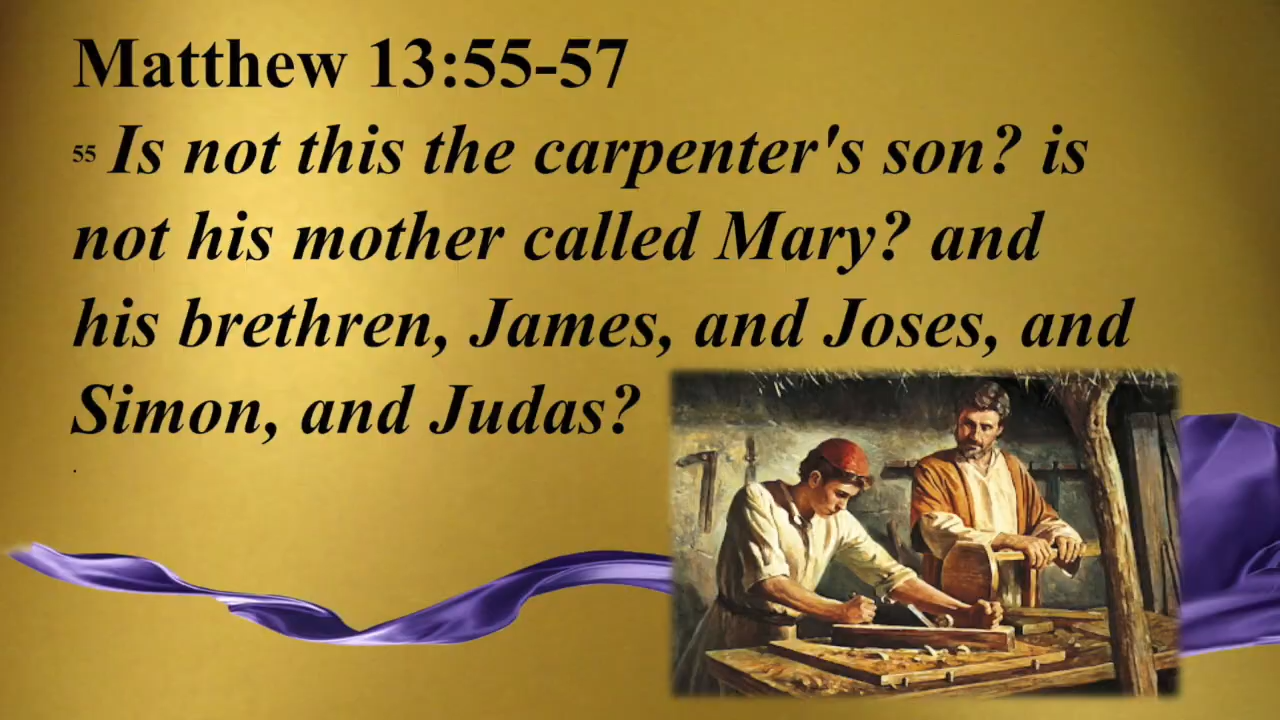 Matthew 13:55-57
55 Is not this the carpenter's son? is
not his mother called Mary? and
his brethren, James, and Joses, and
Simon, and Judas?
.